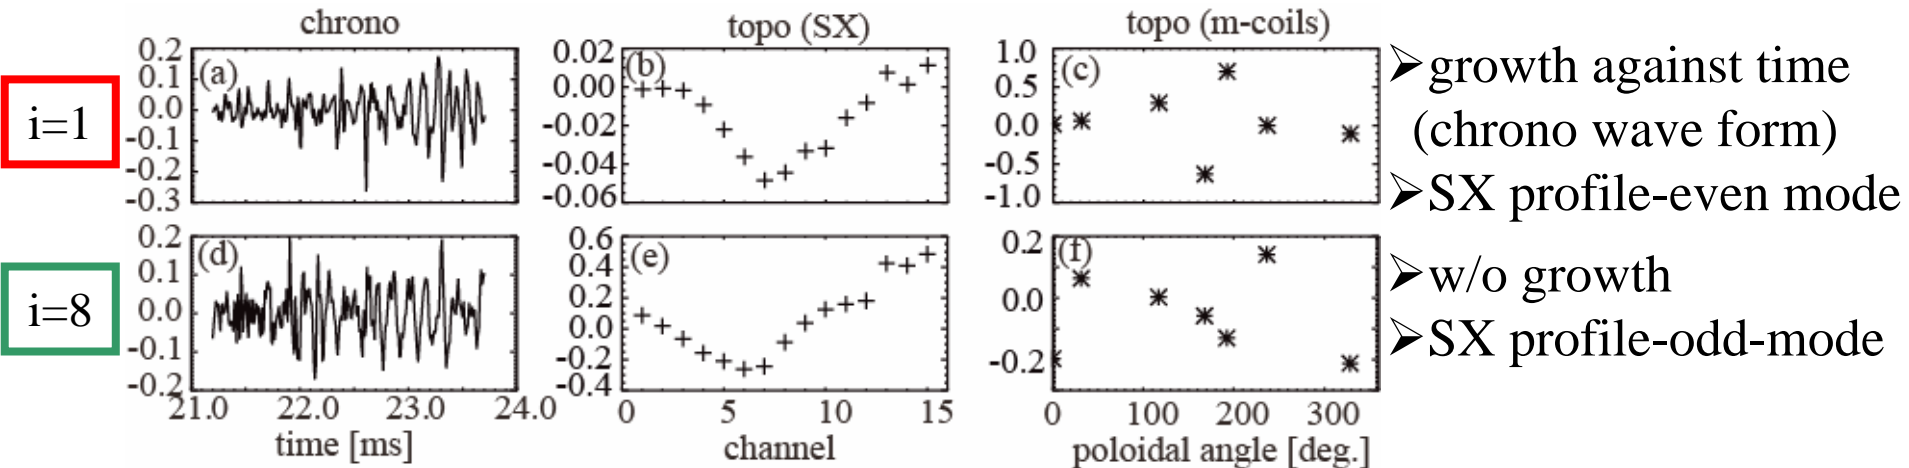 chrono
topo (SX)
topo (m-coils)
i=1
0.2
0.1
0.0
-0.1
-0.2
-0.3
(a)
0.02
0.00
-0.02
-0.04
-0.06
(b)
1.0
0.5
0.0
-0.5
-1.0
(c)
➢growth against time
(chrono wave form)
➢SX profile-even mode
i=8
0.2
0.1
0.0
-0.1
-0.2
(d)
21.0 22.0 23.0 24.0
time [ms]
0.6
0.4
0.2
0.0
-0.2
-0.4
(e)
0 5 10 15
channel
0.2
0.0
-0.2
(f)
0 100 200 300
poloidal angle [deg.]
➢w/o growth
➢SX profile-odd-mode